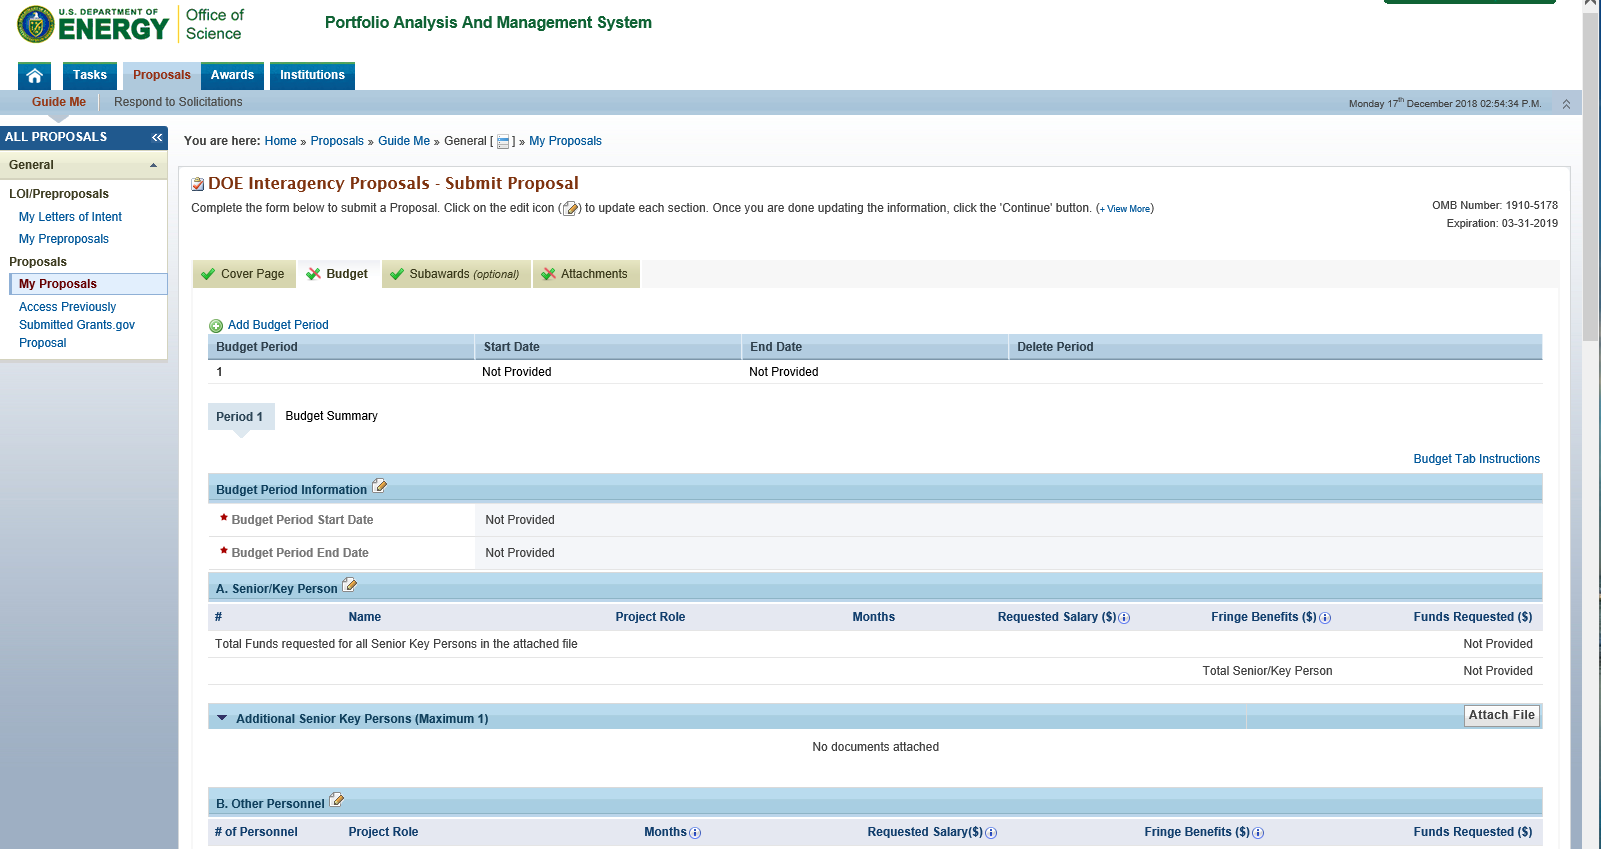 U.S. DEPARTMENT OF
ENERGY
Office of
Science
Portfolio Analysis And Management System
Tasks Proposals Awards Institutions
Guide Me Respond to Solicitations
Monday 17th December 2018 02:54:34 P.M.
ALL PROPOSALS
General
LOI/Preproposals
My Letters of Intent
My Preproposals
Proposals
My Proposals
Access Previously
Submitted Grants.gov
Proposal
You are here: Home » Proposals » Guide Me » General [ ] » My Proposals
DOE Interagency Proposals - Submit Proposal
Complete the form below to submit a Proposal. Click on the edit icon ( ) to update each section. Once you are done updating the information, click the 'Continue' button. (+ View More)
OMB Number: 1910-5178
Expiration: 03-31-2019
Cover Page Budget Subawards (optional) Attachments
Add Budget Period
Budget Period Start Date End Date Delete Period
1 Not Provided Not Provided
Period 1 Budget Summary
Budget Tab Instructions
Budget Period Information
* Budget Period Start Date Not Provided
* Budget Period End Date Not Provided
A. Senior/Key Person
# Name Project Role Months Requested Salary ($) Fringe Benefits ($) Funds Requested ($)
Total Funds requested for all Senior Key Persons in the attached file Not Provided
Total Senior/Key Person Not Provided
Additional Senior Key Persons (Maximum 1) Attach File
No documents attached
B. Other Personnel
# of Personnel Project Role Months Requested Salary($) Fringe Benefits ($) Funds Requested ($)